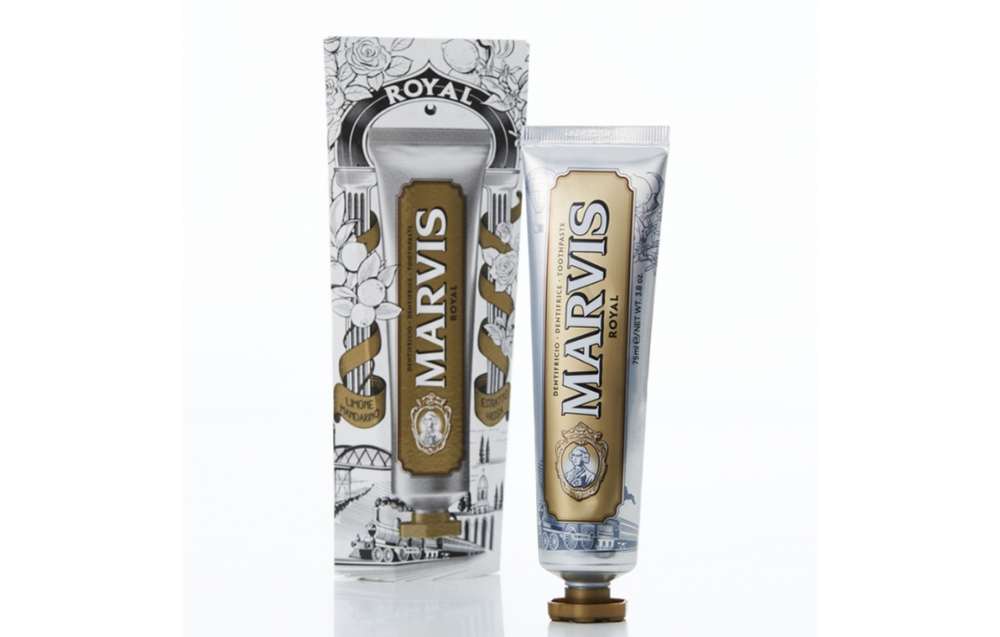 ROYAL
DENTIFRICIO · DENTIFRICE · TOOTHPASTE
MARVIS
ROYAL
LIMONE
MANDARINO
DENTIFRICIO · DENTIFRICE · TOOTHPASTE
MARVIS
ROYAL
75ml ℮/NET WT. 3.8 oz.